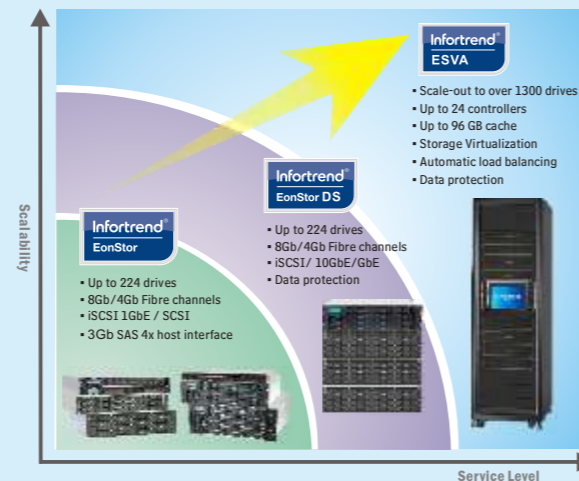 Infortrend®
ESVA
▪ Scale-out to over 1300 drives
▪ Up to 24 controllers
▪ Up to 96 GB cache
▪ Storage Virtualization
▪ Automatic load balancing
▪ Data protection
Infortrend®
EonStor DS
▪ Up to 224 drives
▪ 8Gb/4Gb Fibre channels
▪ iSCSI/ 10GbE/GbE
▪ Data protection
Infortrend®
EonStor
▪ Up to 224 drives
▪ 8Gb/4Gb Fibre channels
▪ iSCSI 1GbE / SCSI
▪ 3Gb SAS 4x host interface
Scalability
Service Level